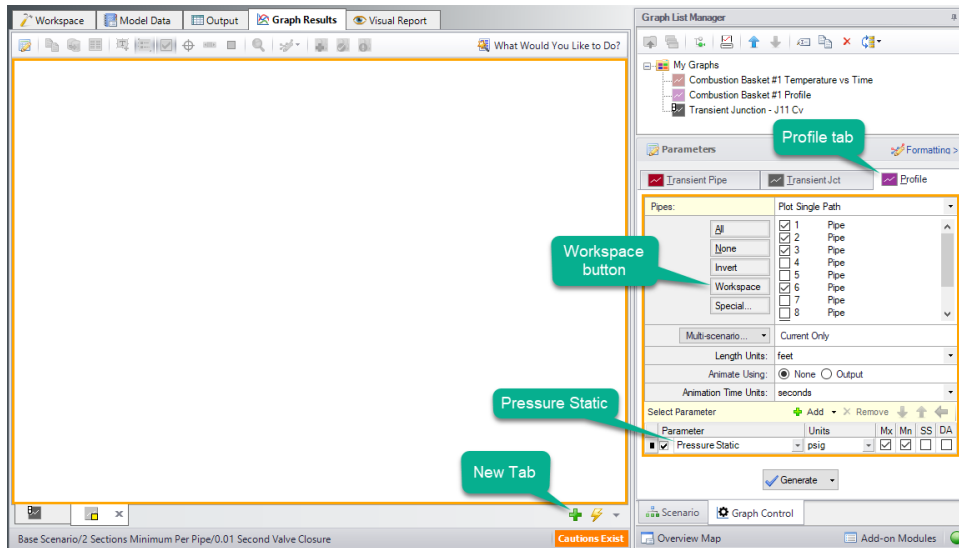 Workspace
Model Data
Output
Graph Results
Visual Report
What Would You Like to Do?
Graph List Manager
My Graphs
Combustion Basket #1 Temperature vs Time
Combustion Basket #1 Profile
Transient Junction - J11 Cv
Profile tab
Parameters
Formatting >
Transient Pipe
Transient Jct
Profile
Pipes:
Plot Single Path
All
None
Invert
Workspace
Special...
1 Pipe
2 Pipe
3 Pipe
4 Pipe
5 Pipe
6 Pipe
7 Pipe
8 Pipe
Workspace
button
Multi-scenario...
Current Only
Length Units:
feet
Animate Using:
None
Output
Animation Time Units:
seconds
Pressure Static
Select Parameter
Add
Remove
Parameter
Units
Mx Mn SS DA
Pressure Static
psig
New Tab
Generate
Scenario
Graph Control
Base Scenario/2 Sections Minimum Per Pipe/0.01 Second Valve Closure
Cautions Exist
Overview Map
Add-on Modules